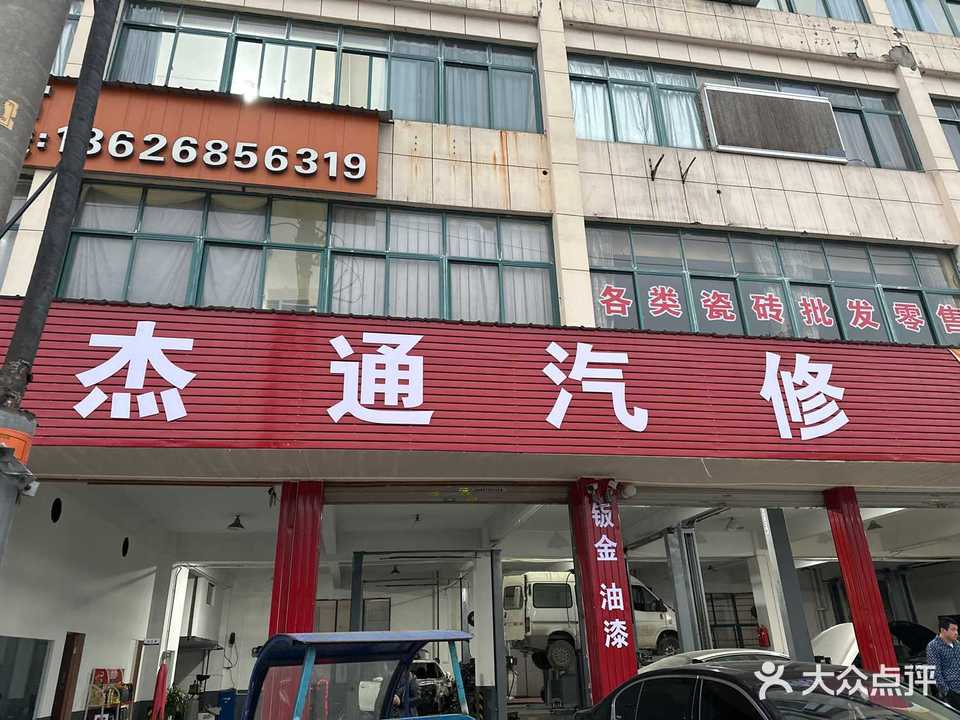 :13626856319
各类瓷砖批发零售
杰通汽修
钣金 油漆
大众点评